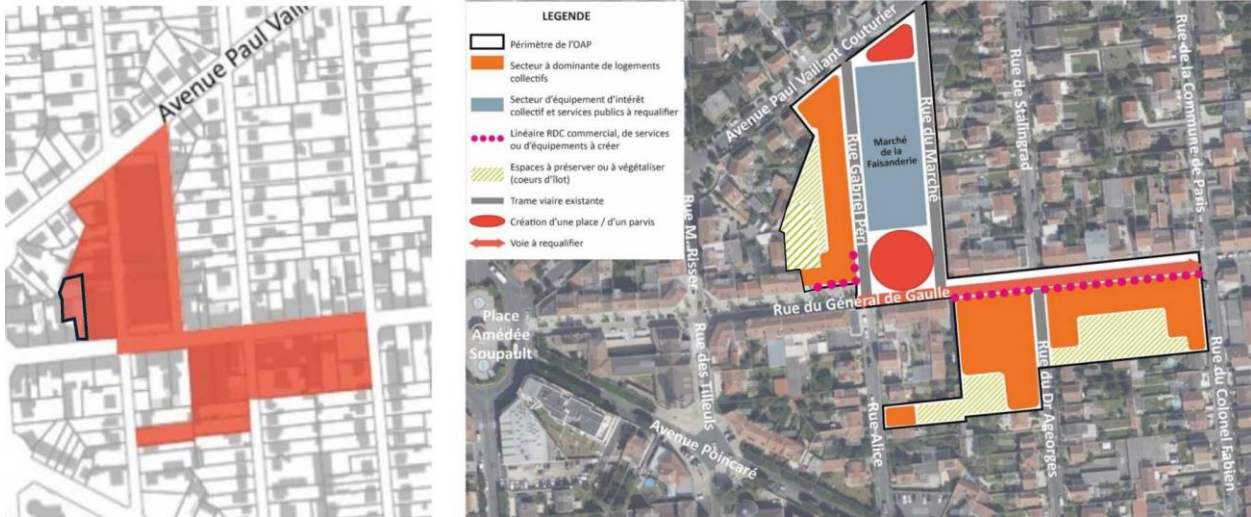 Avenue Paul Vaillant
LEGENDE
Périmètre de l'OAP
Secteur à dominante de logements
collectifs
Secteur d'équipement d'intérêt
collectif et services publics à requalifier
Linéaire RDC commercial, de services
ou d'équipements à créer
Espaces à préserver ou à végétaliser
(coeurs d'îlot)
Trame viaire existante
Création d'une place / d'un parvis
Voie à requalifier
Avenue Paul Vaillant Couturier
Rue Gabriel Péri
Marché
de la
Faisanderie
Rue du Marché
Rue de Stalingrad
Rue de la Commune de Paris
Rue M. Risser
Rue du Général de Gaulle
Place
Amédée
Soupault
Rue des Tilleuls
Avenue Poincaré
Rue Alice
Rue du Dr Ageorges
Rue du Colonel Fabien